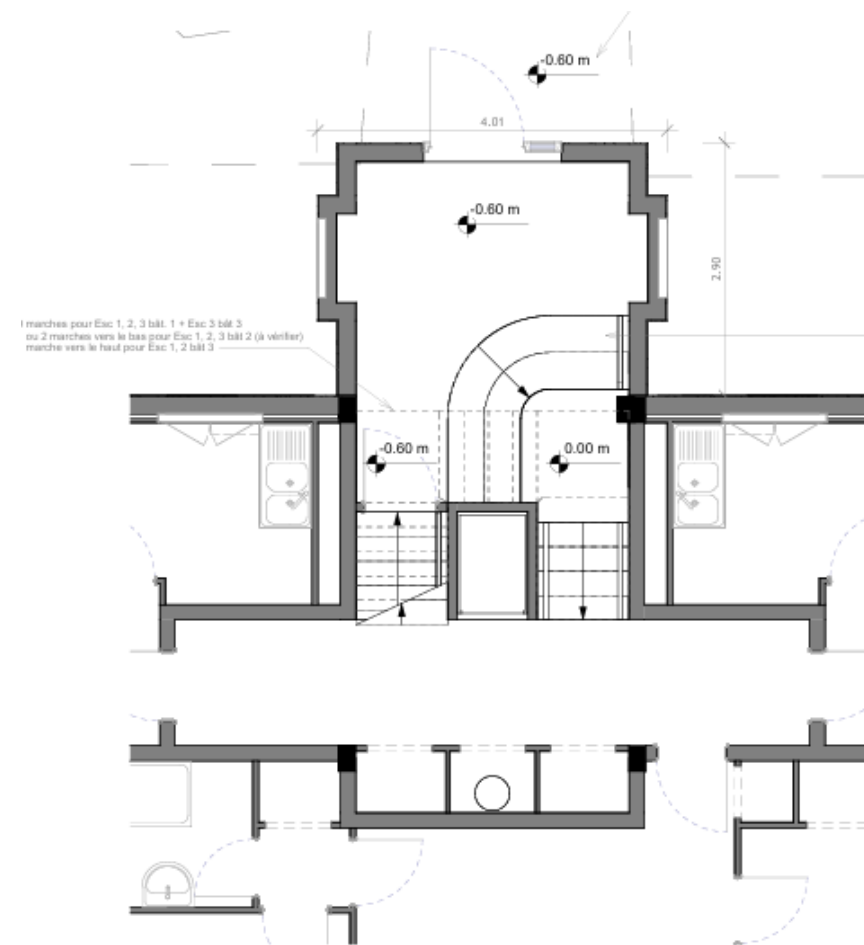 -0.60 m
4.01
-0.60 m
2.90
marches pour Esc 1, 2, 3 bât. 1 + Esc 3 bât 3
ou 2 marches vers le bas pour Esc 1, 2, 3 bât 2 (à vérifier)
marche vers le haut pour Esc 1, 2 bât 3
-0.60 m
0.00 m